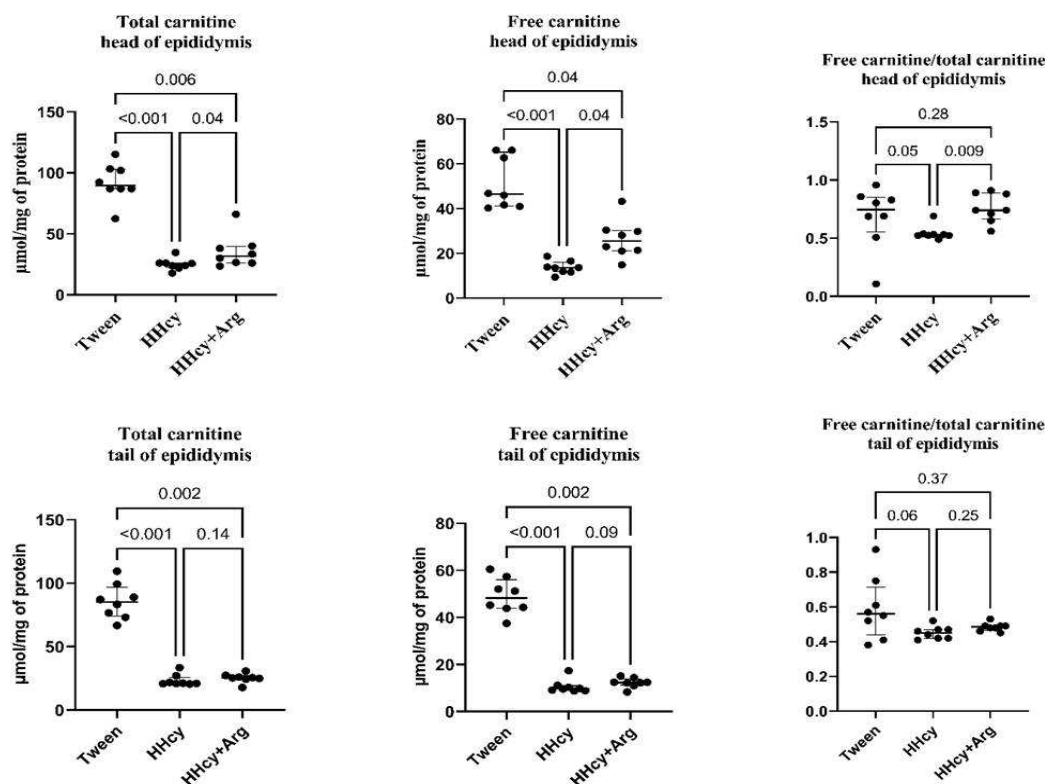 Total carnitine
head of epididymis
0.006
<0.001
0.04
150
100
50
0
µmol/mg of protein
Tween
HHcy
HHcy+Arg
Free carnitine
head of epididymis
0.04
<0.001
0.04
80
60
40
20
0
µmol/mg of protein
Tween
HHcy
HHcy+Arg
Free carnitine/total carnitine
head of epididymis
0.28
0.05
0.009
1.5
1.0
0.5
0.0
Tween
HHcy
HHcy+Arg
Total carnitine
tail of epididymis
0.002
<0.001
0.14
150
100
50
0
µmol/mg of protein
Tween
HHcy
HHcy+Arg
Free carnitine
tail of epididymis
0.002
<0.001
0.09
80
60
40
20
0
µmol/mg of protein
Tween
HHcy
HHcy+Arg
Free carnitine/total carnitine
tail of epididymis
0.37
0.06
0.25
1.0
0.8
0.6
0.4
0.2
0.0
Tween
HHcy
HHcy+Arg